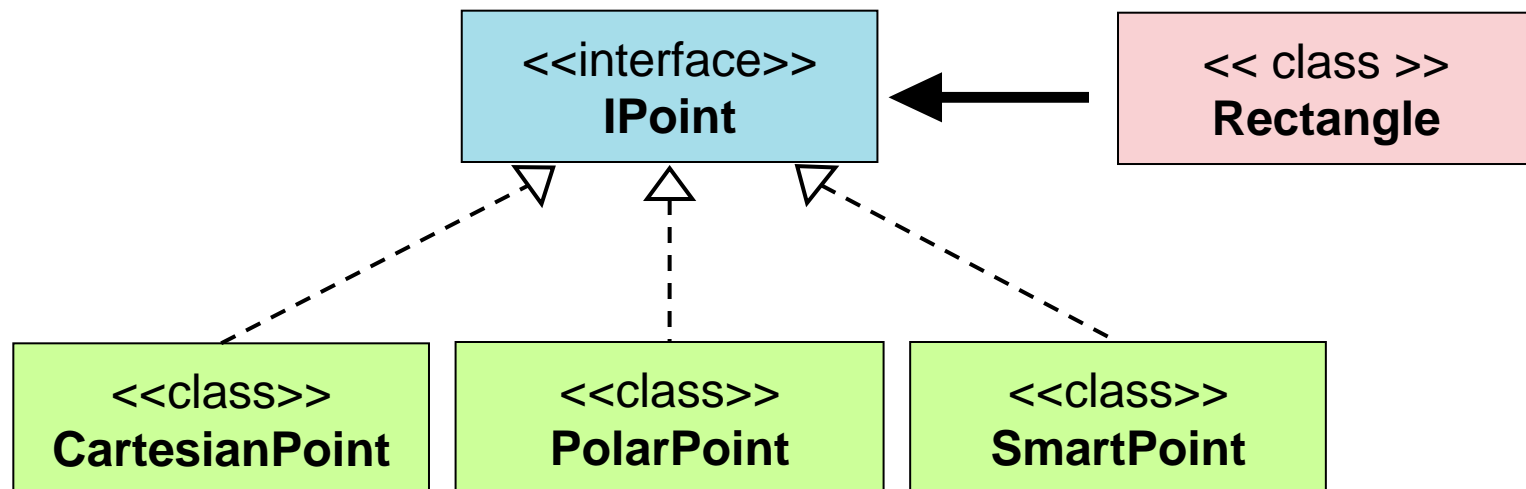 <<interface>>
IPoint
<< class >>
Rectangle
<<class>>
CartesianPoint
<<class>>
PolarPoint
<<class>>
SmartPoint